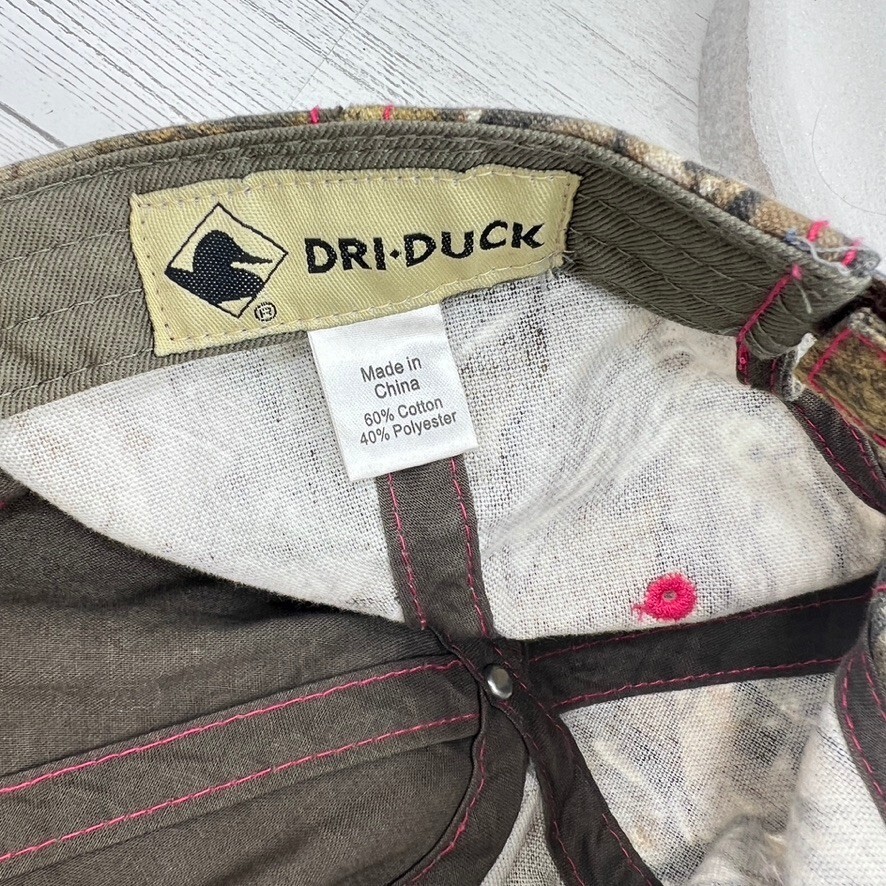 DRI·DUCK
®
Made in
China
60% Cotton
40% Polyester